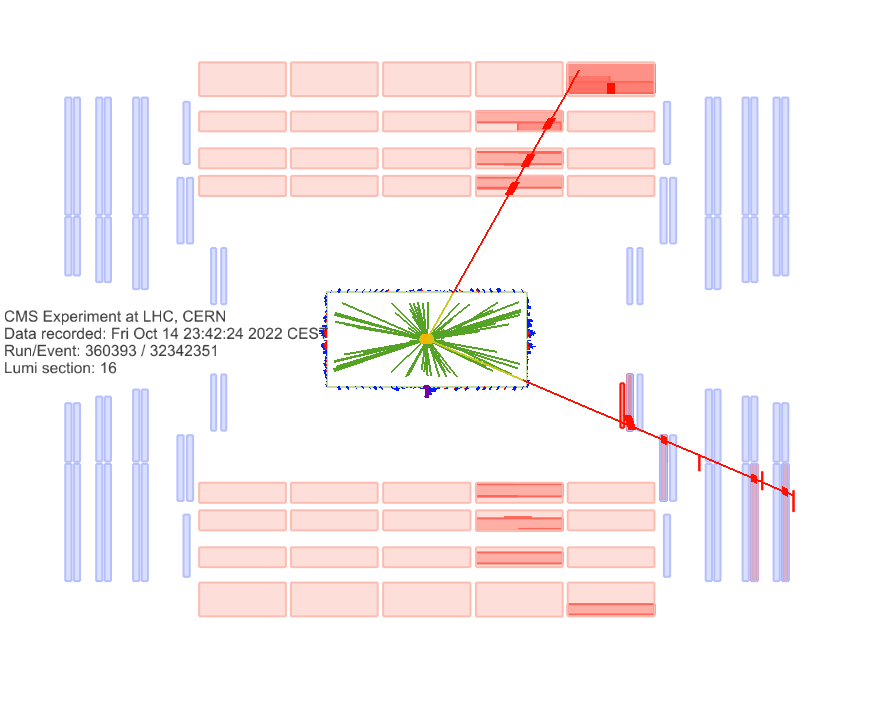 CMS Experiment at LHC, CERN
Data recorded: Fri Oct 14 23:42:24 2022 CEST
Run/Event: 360393 / 32342351
Lumi section: 16